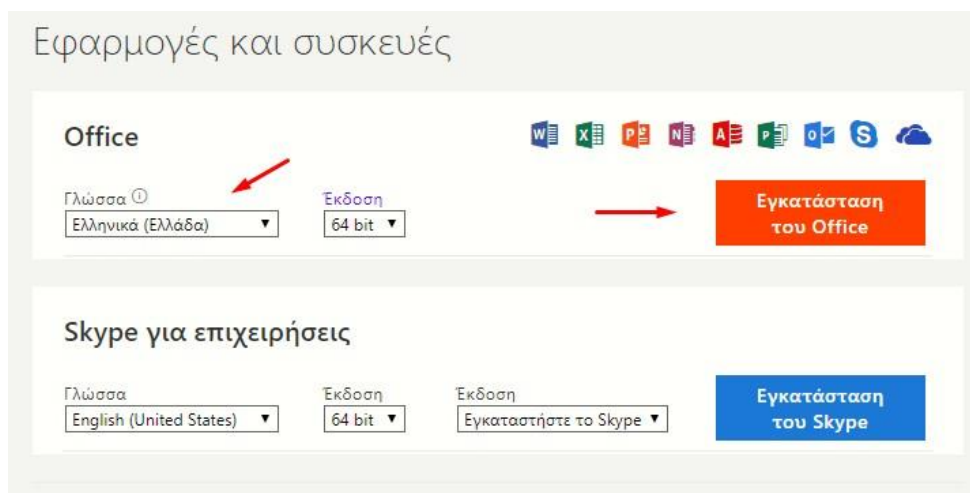 Εφαρμογές και συσκευές
Office
Γλώσσα
Έκδοση
Ελληνικά (Ελλάδα)
64 bit
Εγκατάσταση
του Office
Skype για επιχειρήσεις
Γλώσσα
Έκδοση
Έκδοση
English (United States)
64 bit
Εγκαταστήστε το Skype
Εγκατάσταση
του Skype